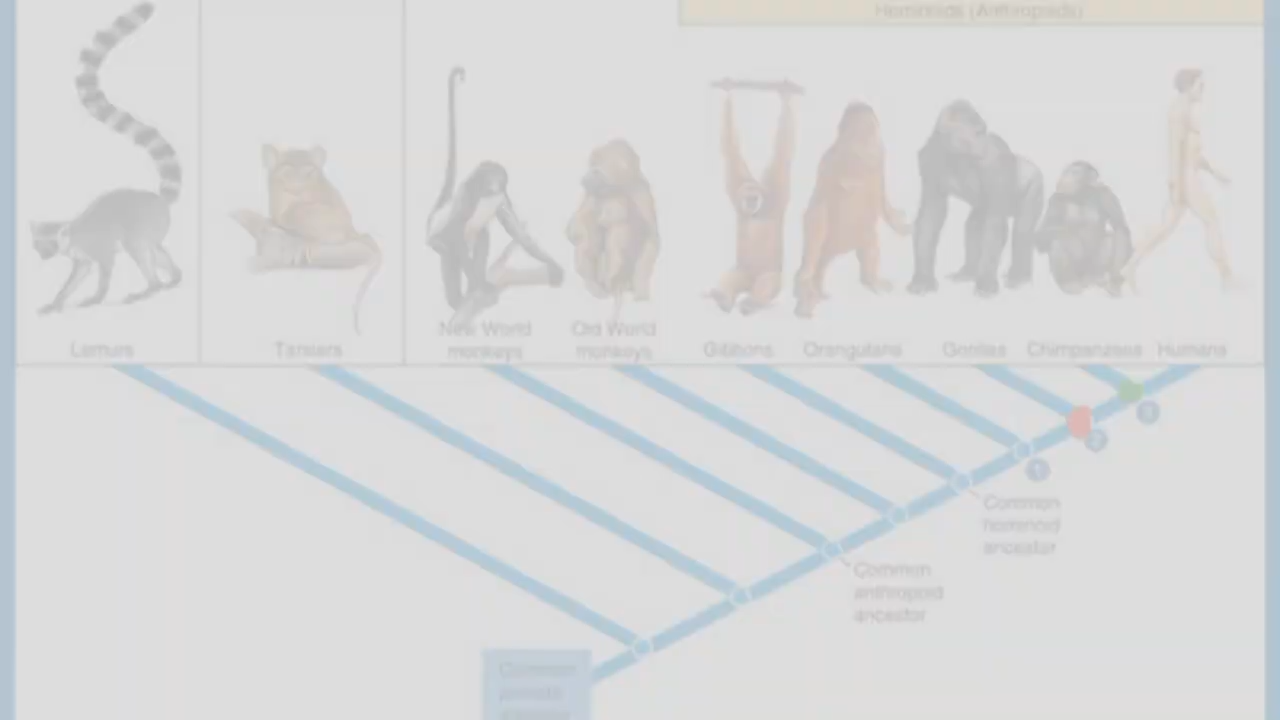 Hominoids (Anthropoids)
Lemurs
Tarsiers
New World
monkeys
Old World
monkeys
Gibbons
Orangutans
Gorillas
Chimpanzees
Humans
1
2
3
Common
hominoid
ancestor
Common
anthropoid
ancestor
Common